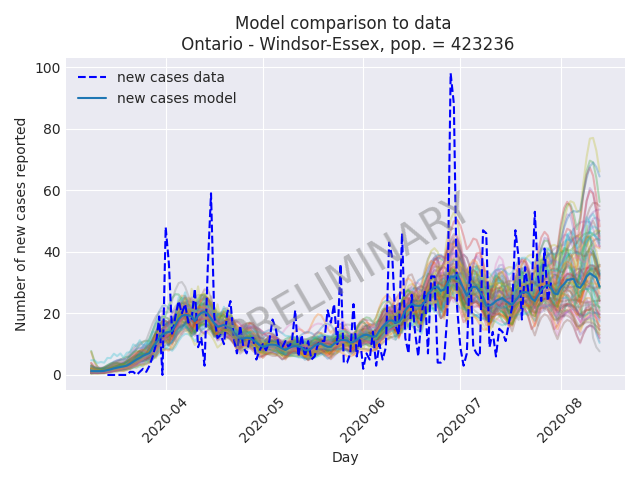 Model comparison to data
Ontario - Windsor-Essex, pop. = 423236
new cases data
new cases model
PRELIMINARY
Number of new cases reported
100
80
60
40
20
0
2020-04
2020-05
2020-06
2020-07
2020-08
Day